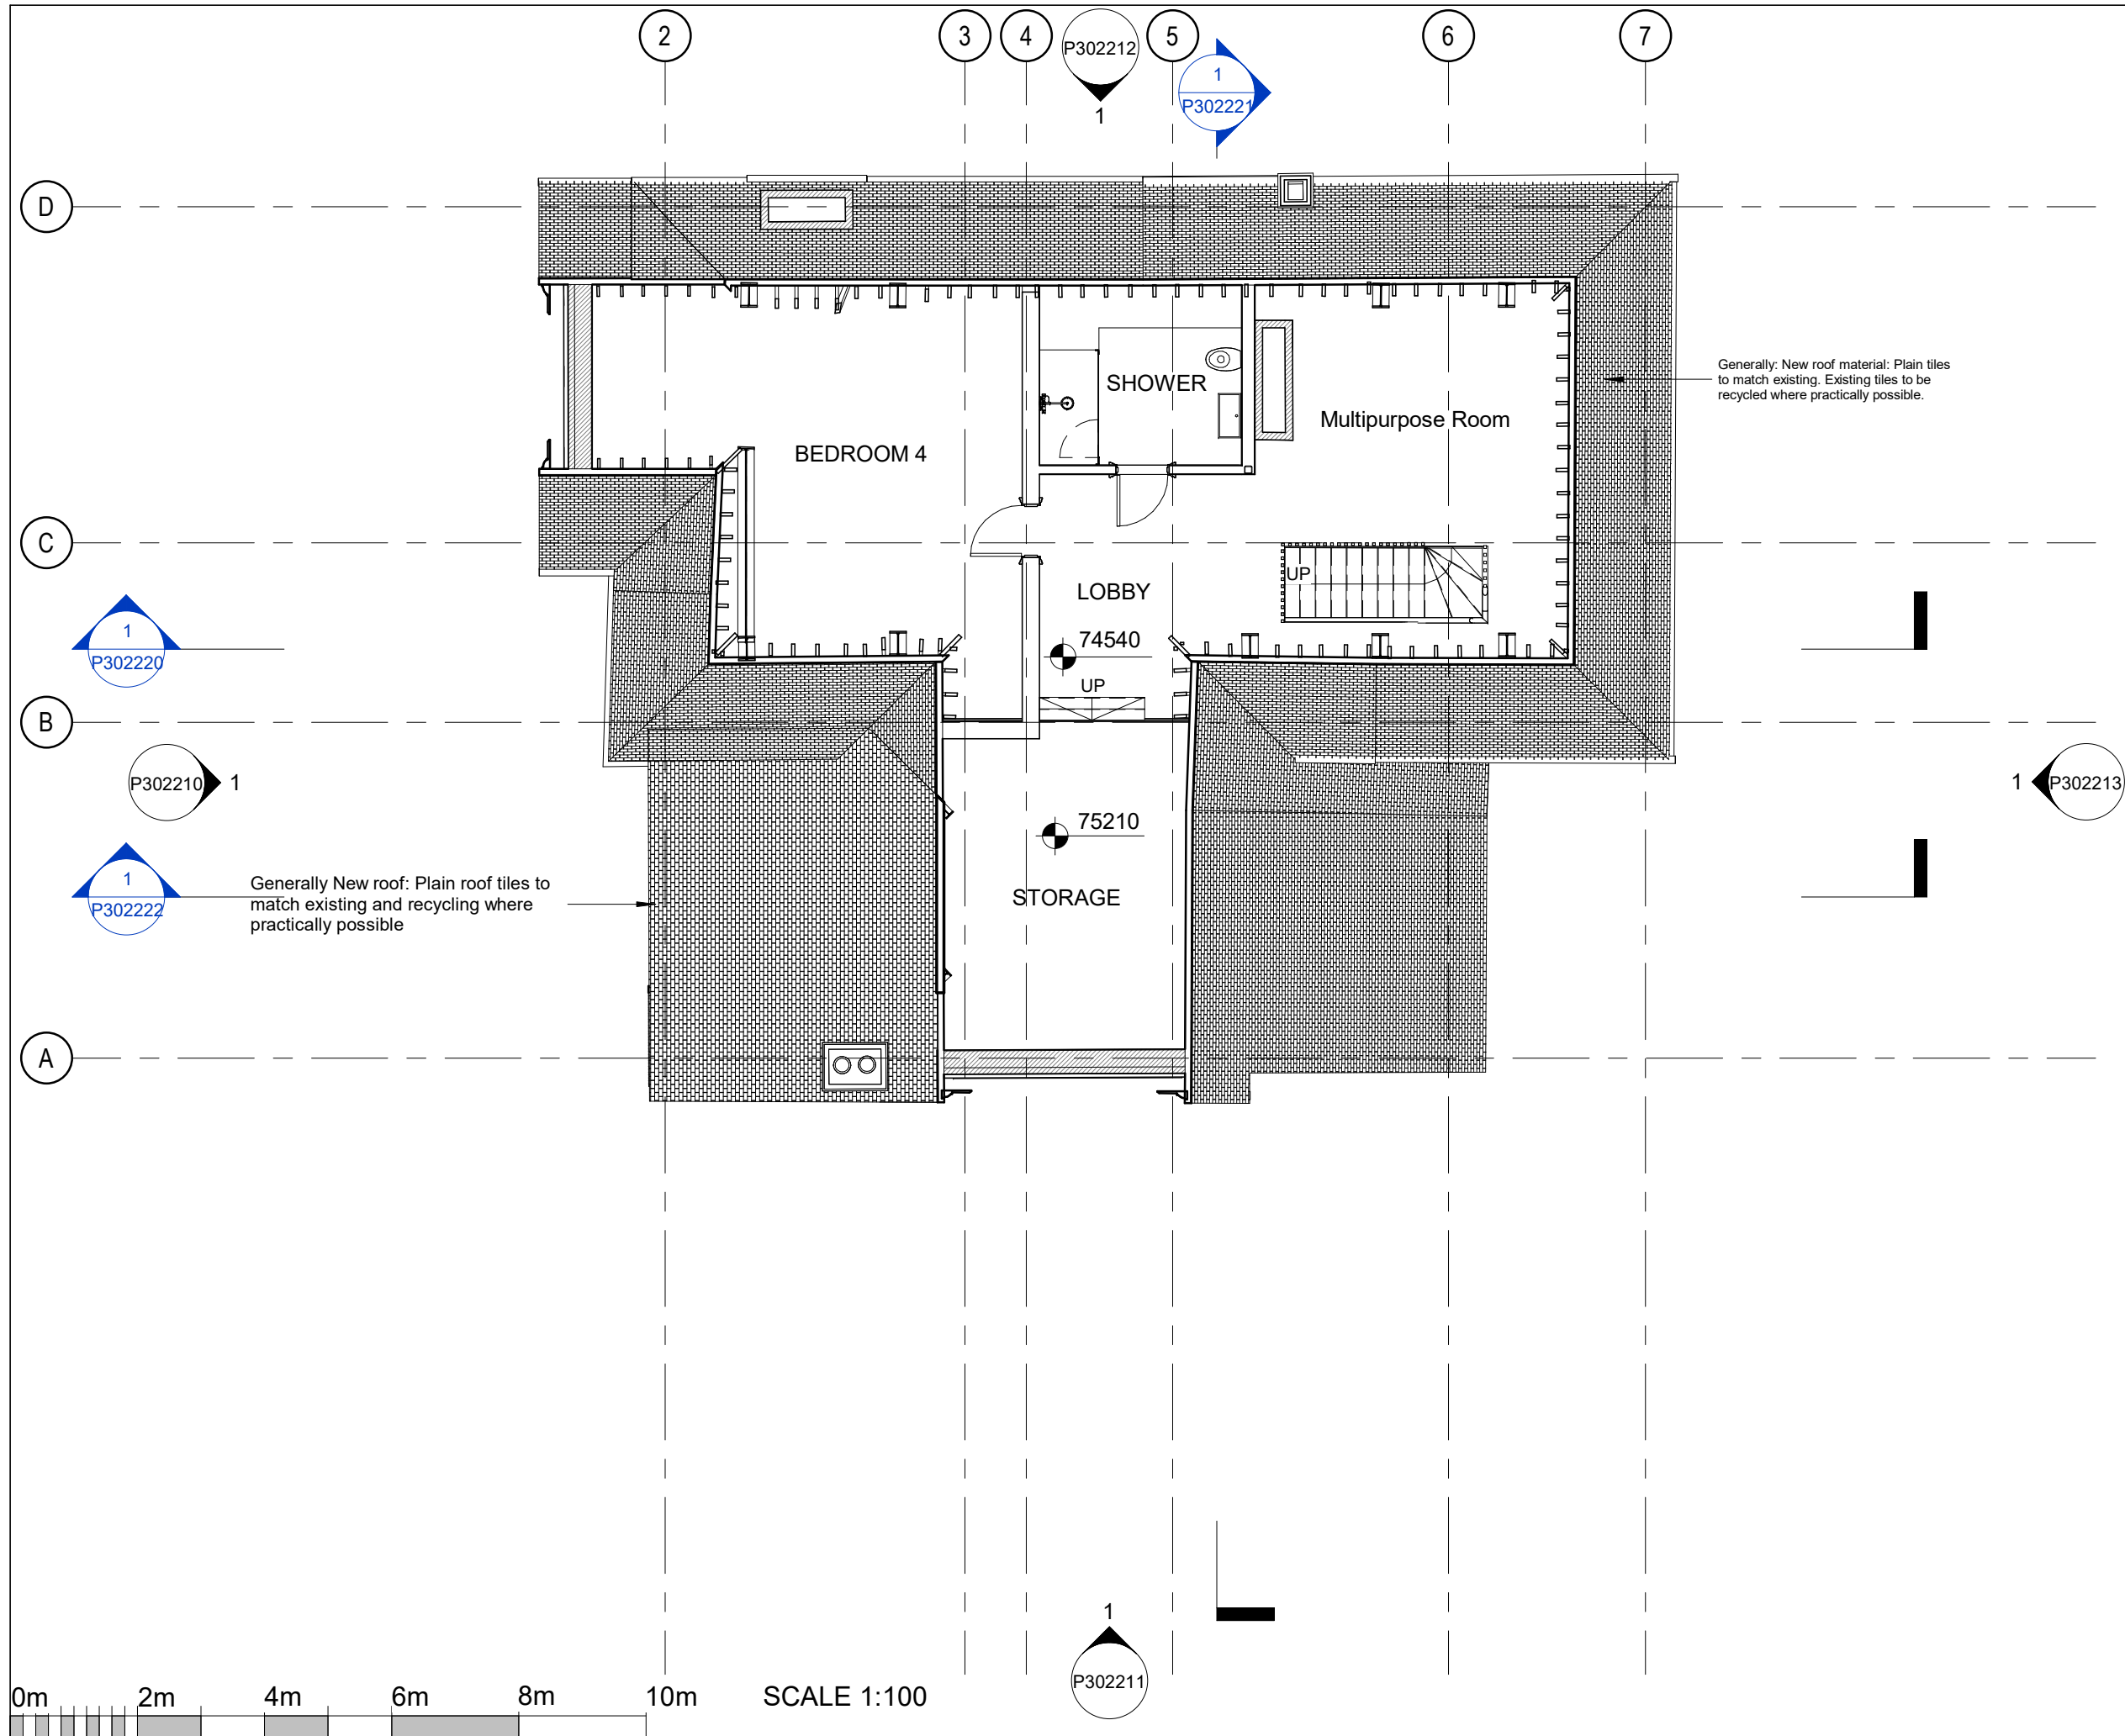 2
3
4
P302212
1
5
1
P302221
6
7
D
Generally: New roof material: Plain tiles
to match existing. Existing tiles to be
recycled where practically possible.
SHOWER
Multipurpose Room
BEDROOM 4
C
UP
LOBBY
1
P302220
74540
UP
B
P302210
1
1
P302213
75210
1
P302222
Generally New roof: Plain roof tiles to
match existing and recycling where
practically possible
STORAGE
A
1
P302211
0m
2m
4m
6m
8m
10m
SCALE 1:100